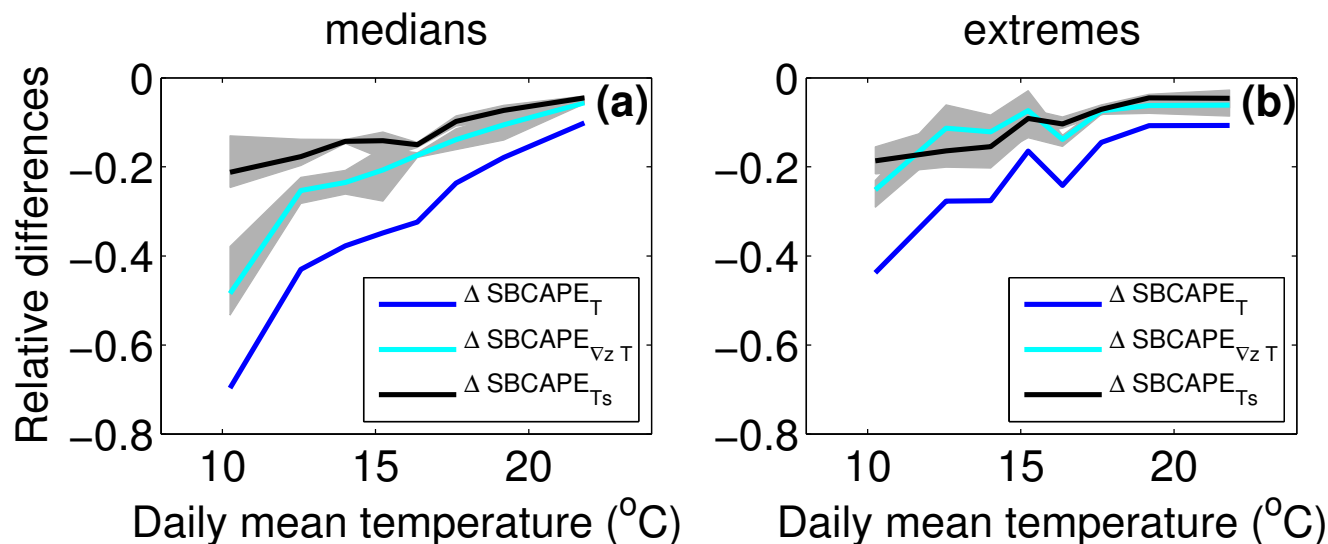 medians
extremes
Relative differences
0
−0.2
−0.4
−0.6
−0.8
(a)
Δ SBCAPE_T
Δ SBCAPE_∇z T
Δ SBCAPE_Ts
10
15
20
Daily mean temperature (°C)
0
−0.2
−0.4
−0.6
−0.8
(b)
Δ SBCAPE_T
Δ SBCAPE_∇z T
Δ SBCAPE_Ts
10
15
20
Daily mean temperature (°C)